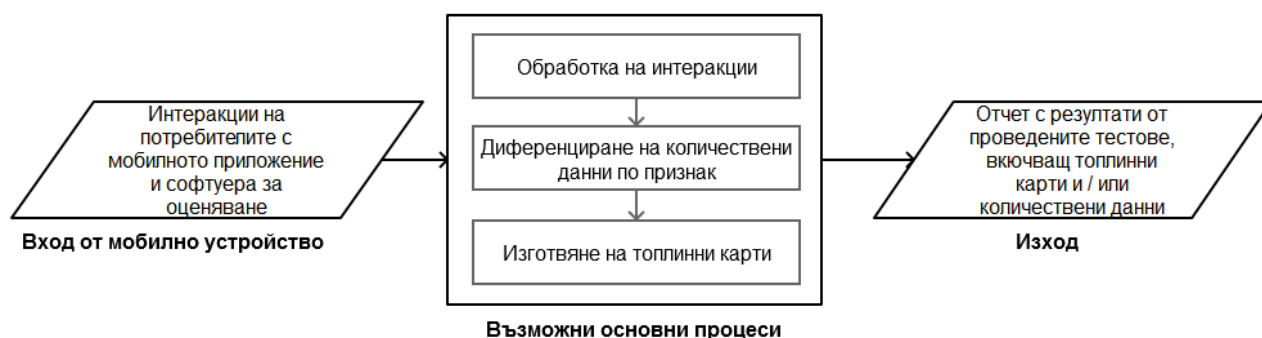 Интеракции на
потребителите с
мобилното приложение
и софтуера за
оценяване
Вход от мобилно устройство
Обработка на интеракции
Диференциране на количествени
данни по признак
Изготвяне на топлинни карти
Възможни основни процеси
Отчет с резултати от
проведените тестове,
вкючващ топлинни
карти и / или
количествени данни
Изход